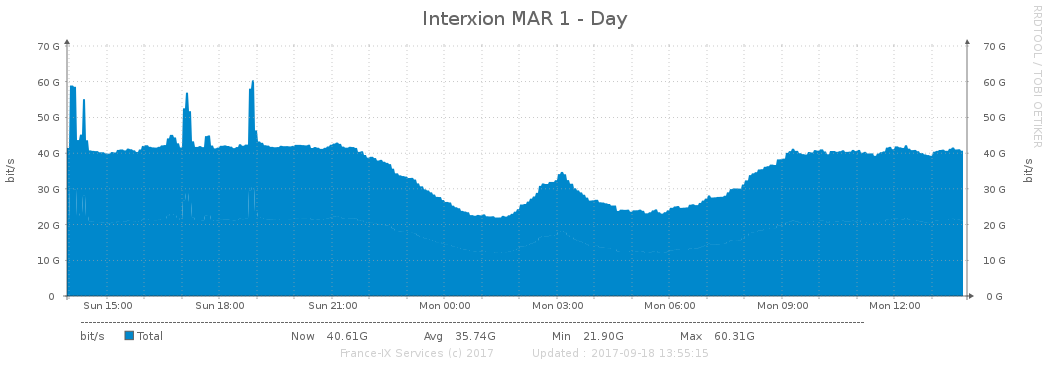 Interxion MAR 1 - Day
RRDTOOL / TOBI OETIKER
bit/s
70 G 70 G
60 G 60 G
50 G 50 G
40 G 40 G
30 G 30 G
20 G 20 G
10 G 10 G
0 0 G
bit/s
Sun 15:00 Sun 18:00 Sun 21:00 Mon 00:00 Mon 03:00 Mon 06:00 Mon 09:00 Mon 12:00
bit/s Total Now 40.61G Avg 35.74G Min 21.90G Max 60.31G
France-IX Services (c) 2017 Updated : 2017-09-18 13:55:15